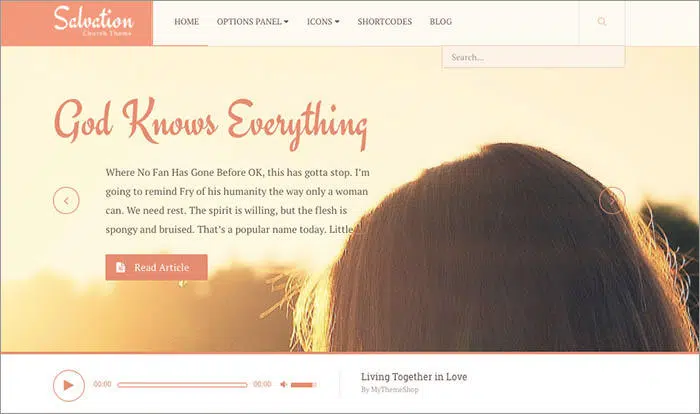 Salvation
Church Theme
HOME
OPTIONS PANEL
ICONS
SHORTCODES
BLOG
Search...
God Knows Everything
Where No Fan Has Gone Before OK, this has gotta stop. I'm
going to remind Fry of his humanity the way only a woman
can. We need rest. The spirit is willing, but the flesh is
spongy and bruised. That's a popular name today. Little
Read Article
00:00
00:00
Living Together in Love
By MyThemeShop